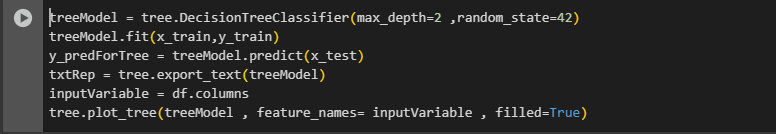 treeModel = tree.DecisionTreeClassifier(max_depth=2 ,random_state=42)
treeModel.fit(x_train,y_train)
y_predForTree = treeModel.predict(x_test)
txtRep = tree.export_text(treeModel)
inputVariable = df.columns
tree.plot_tree(treeModel , feature_names= inputVariable , filled=True)